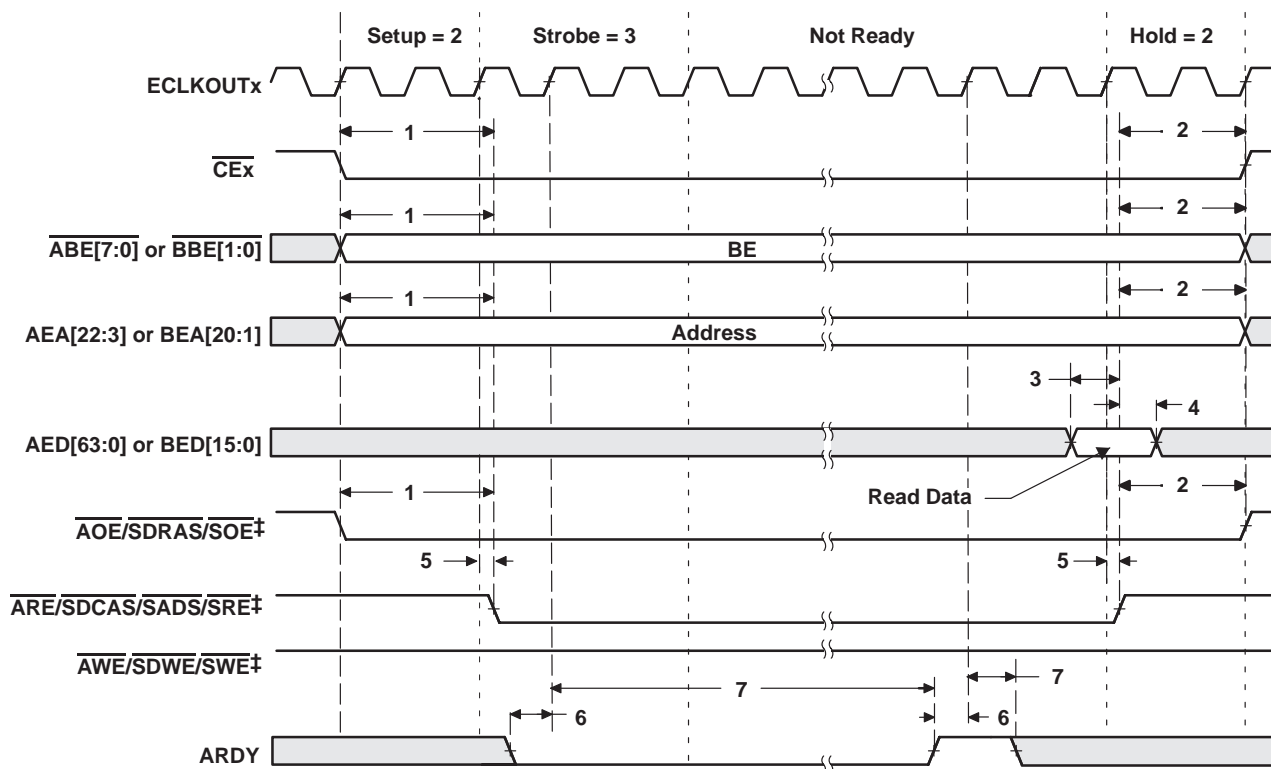 Setup = 2 Strobe = 3 Not Ready Hold = 2
ECLKOUTx
1 2
CEx
1 2
ABE[7:0] or BBE[1:0] BE
1 2
AEA[22:3] or BEA[20:1] Address
3
4
AED[63:0] or BED[15:0]
1 Read Data 2
AOE/SDRAS/SOE‡
5 5
ARE/SDCAS/SADS/SRE‡
AWE/SDWE/SWE‡
7 7
6 6
ARDY